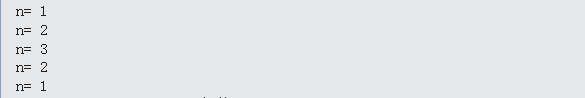 n= 1
n= 2
n= 3
n= 2
n= 1